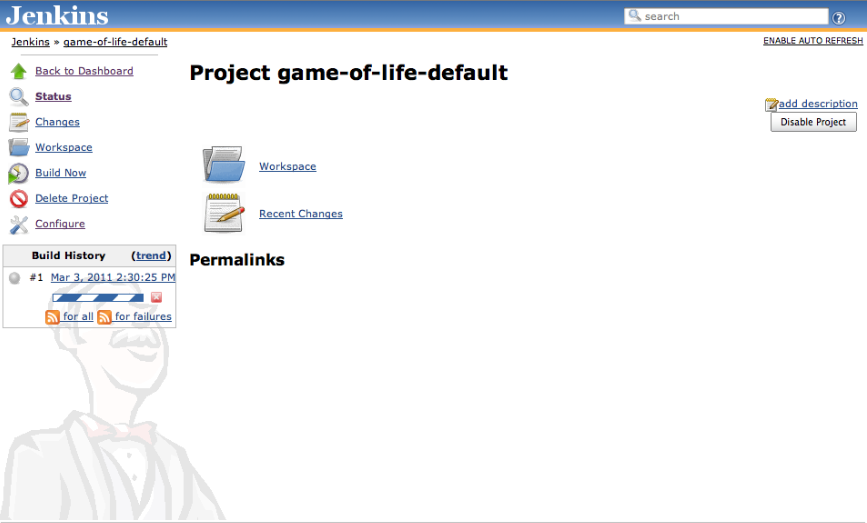 Jenkins
search
Jenkins » game-of-life-default
ENABLE AUTO REFRESH
Back to Dashboard
Status
Changes
Workspace
Build Now
Delete Project
Configure
Project game-of-life-default
add description
Disable Project
Workspace
Recent Changes
Permalinks
Build History (trend)
#1 Mar 3, 2011 2:30:25 PM
for all for failures